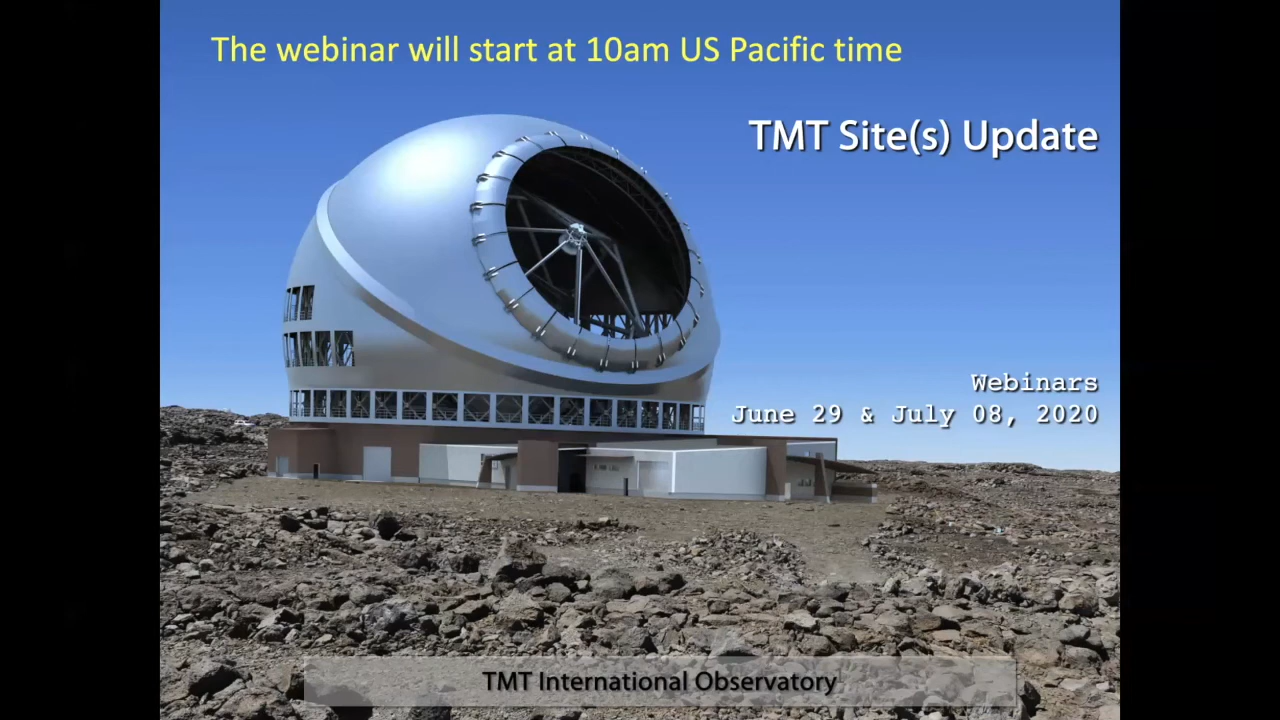 The webinar will start at 10am US Pacific time
TMT Site(s) Update
Webinars
June 29 & July 08, 2020
TMT International Observatory